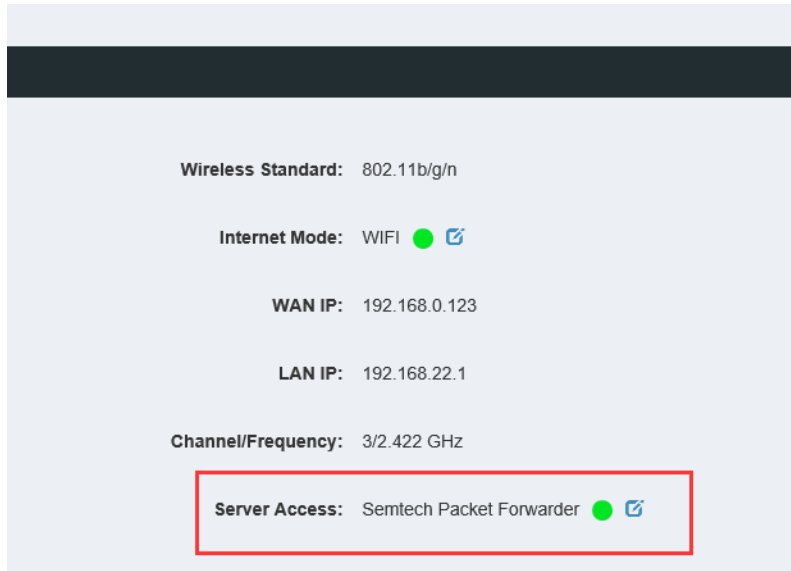 Wireless Standard: 802.11b/g/n
Internet Mode: WIFI
WAN IP: 192.168.0.123
LAN IP: 192.168.22.1
Channel/Frequency: 3/2.422 GHz
Server Access: Semtech Packet Forwarder